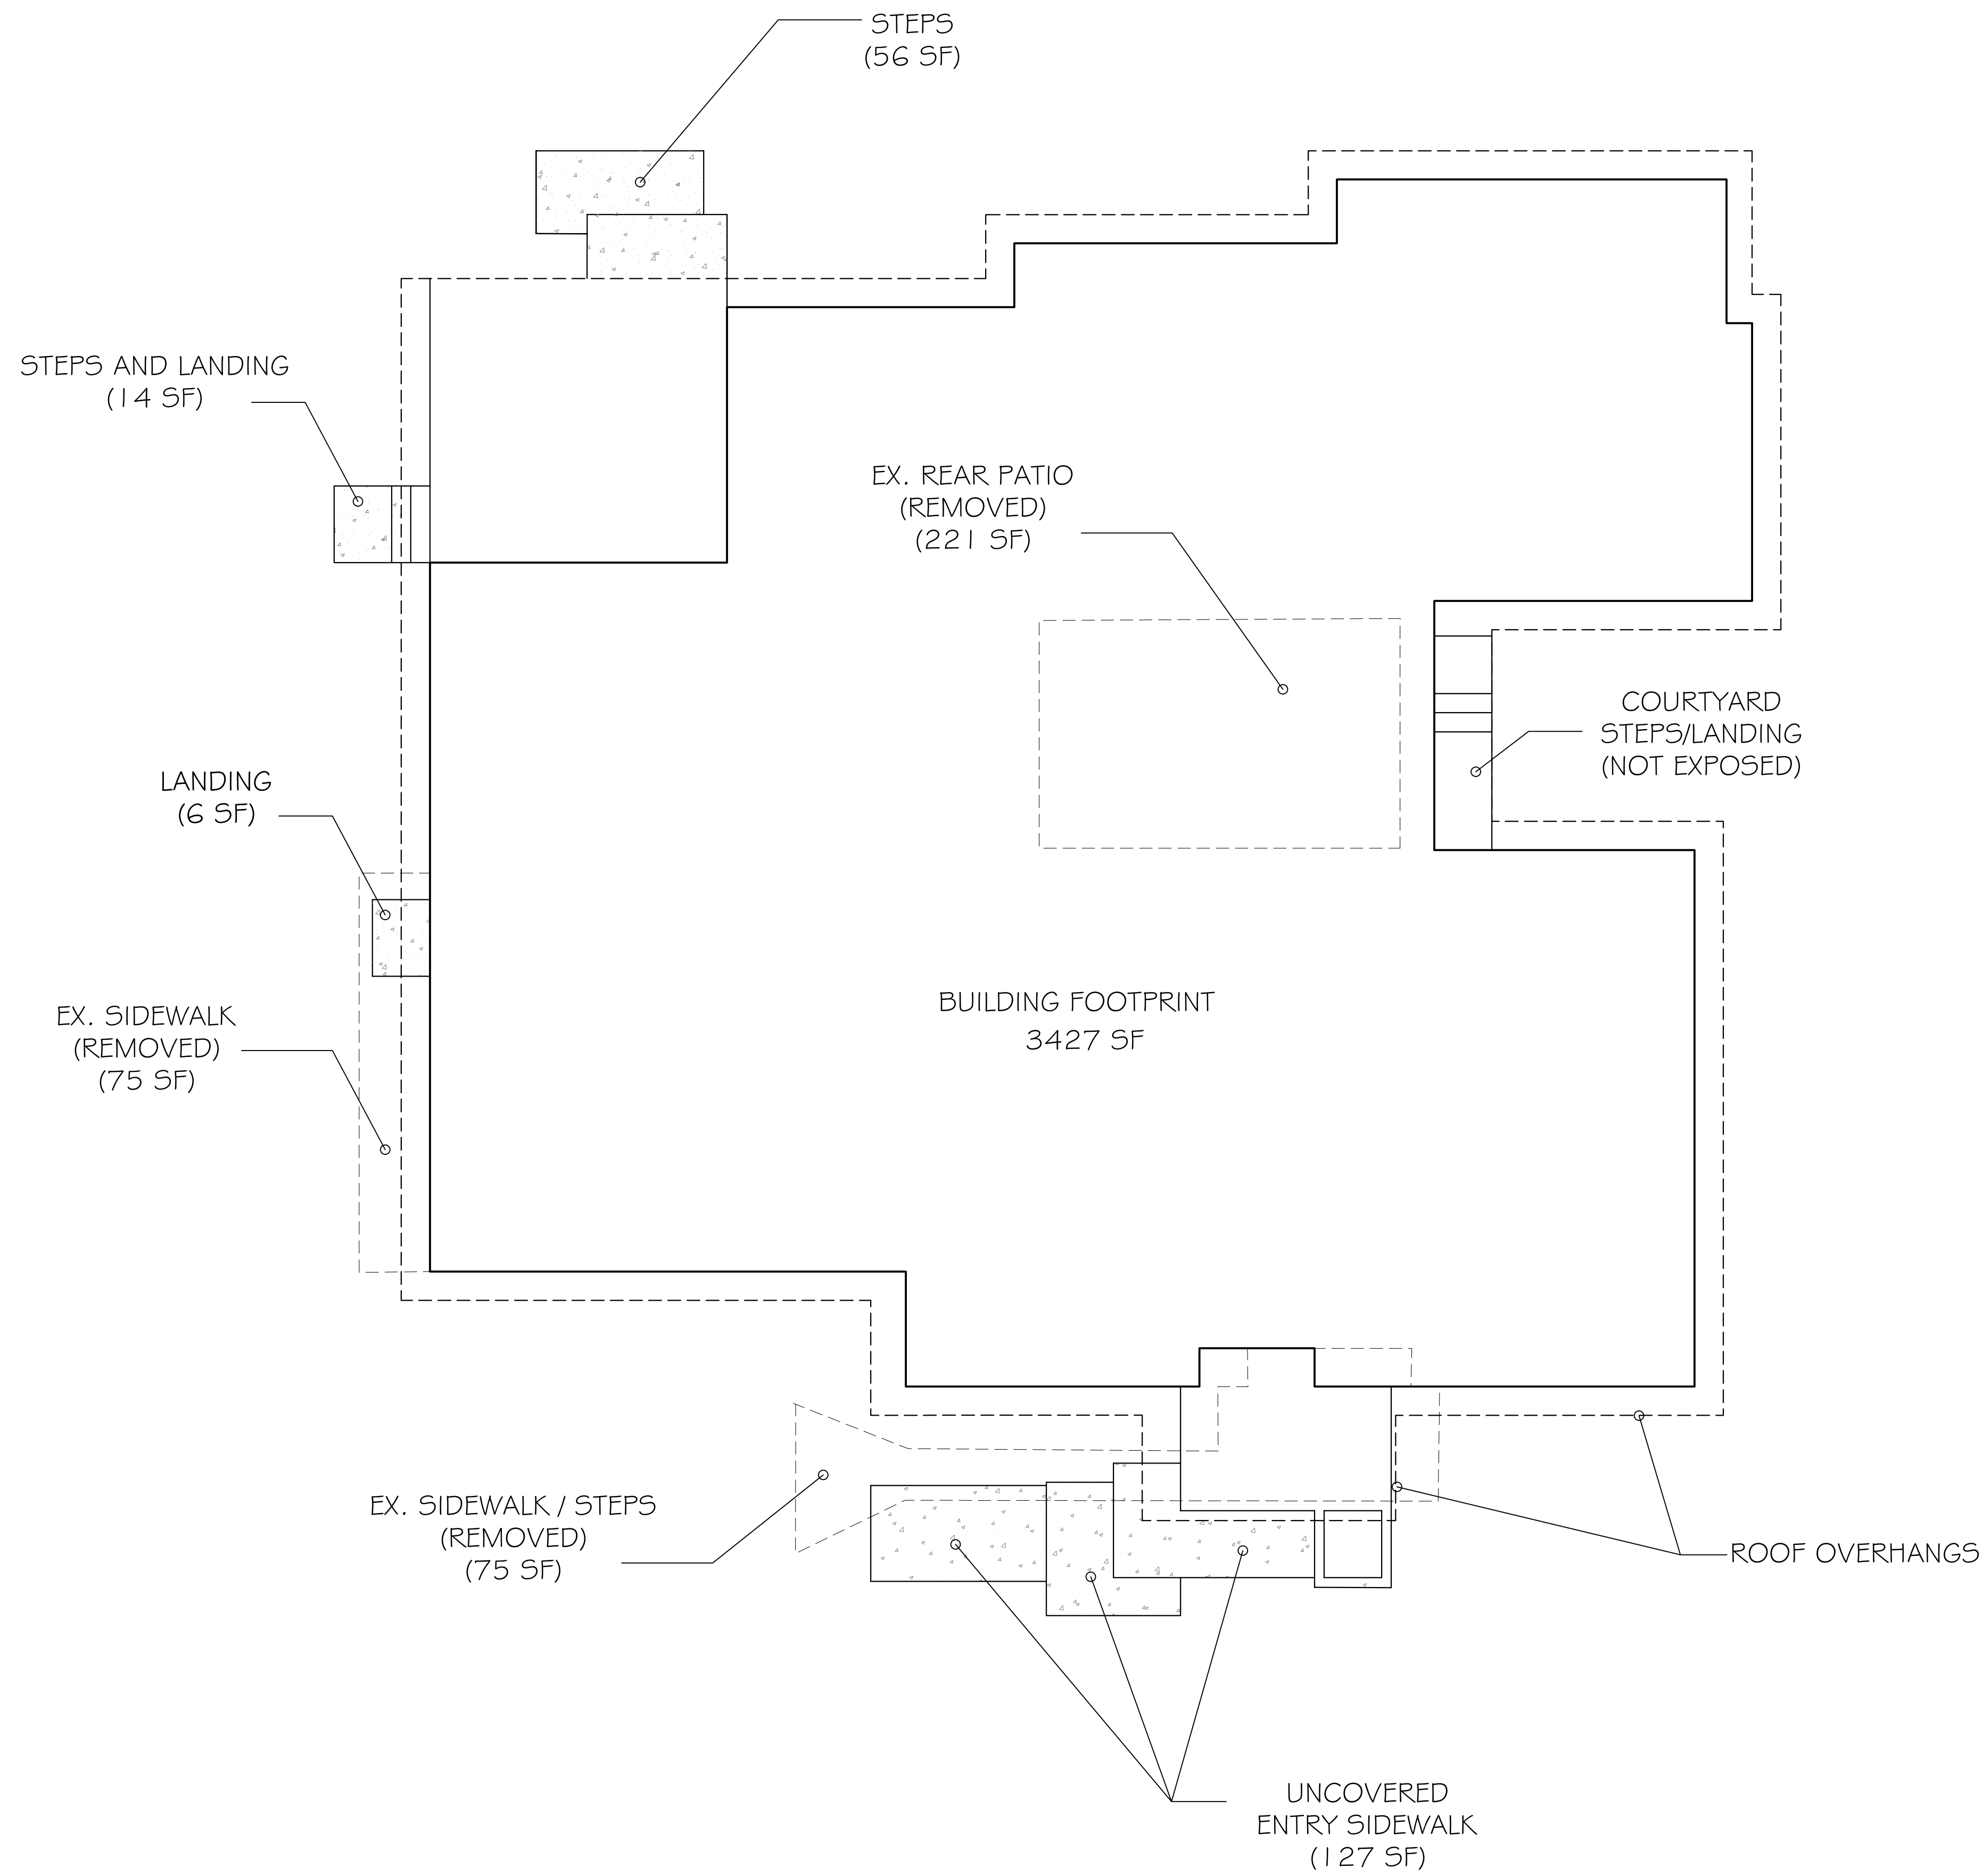 STEPS
(56 SF)
STEPS AND LANDING
(14 SF)
EX. REAR PATIO
(REMOVED)
(221 SF)
COURTYARD
STEPS/LANDING
(NOT EXPOSED)
LANDING
(6 SF)
BUILDING FOOTPRINT
3427 SF
EX. SIDEWALK
(REMOVED)
(75 SF)
EX. SIDEWALK / STEPS
(REMOVED)
(75 SF)
ROOF OVERHANGS
UNCOVERED
ENTRY SIDEWALK
(127 SF)